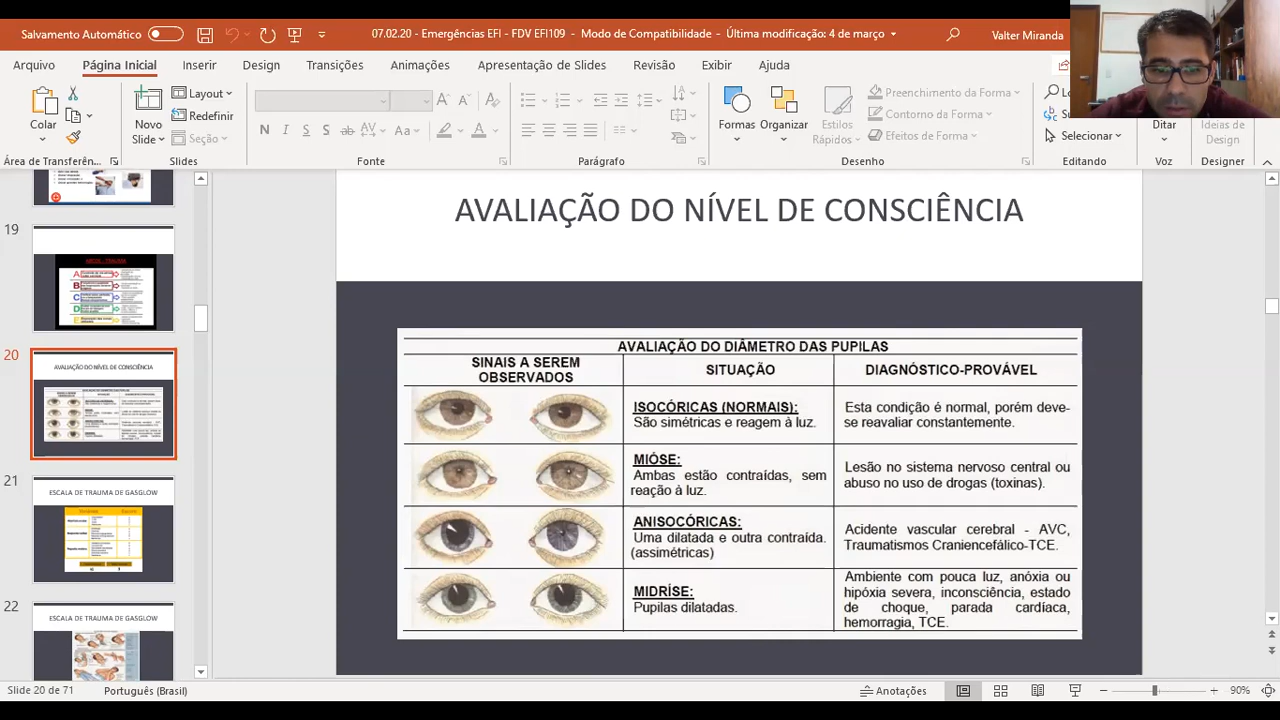 Salvamento Automático
07.02.20 - Emergências EFI - FDV EFI109 - Modo de Compatibilidade - Última modificação: 4 de março
Valter Miranda
Arquivo
Página Inicial
Inserir
Design
Transições
Animações
Apresentação de Slides
Revisão
Exibir
Ajuda
Colar
Novo
Slide
Layout
Redefinir
Seção
N I S S ab AV Aa A
Formas
Organizar
Estilos
Rápidos
Preenchimento da Forma
Contorno da Forma
Efeitos de Forma
Selecionar
Ditar
Ideias de
Design
Área de Transferên...
Slides
Fonte
Parágrafo
Desenho
Editando
Voz
Designer
19
20
AVALIAÇÃO DO NÍVEL DE CONSCIÊNCIA
21
ESCALA DE TRAUMA DE GASGLOW
22
ESCALA DE TRAUMA DE GASGLOW
AVALIAÇÃO DO NÍVEL DE CONSCIÊNCIA
AVALIAÇÃO DO DIÂMETRO DAS PUPILAS
SINAIS A SEREM
OBSERVADOS
SITUAÇÃO
DIAGNÓSTICO-PROVÁVEL
ISOCÓRICAS (NORMAIS):
São simétricas e reagem à luz.
Esta condição é normal, porém deve-
se reavaliar constantemente.
MIÓSE:
Ambas estão contraídas, sem
reação à luz.
Lesão no sistema nervoso central ou
abuso no uso de drogas (toxinas).
ANISOCÓRICAS:
Uma dilatada e outra contraída.
(assimétricas)
Acidente vascular cerebral - AVC,
Traumatismos Craniencefálico-TCE.
MIDRÍSE:
Pupilas dilatadas.
Ambiente com pouca luz, anóxia ou
hipóxia severa, inconsciência, estado
de choque, parada cardíaca,
hemorragia, TCE.
Slide 20 de 71
Português (Brasil)
Anotações
90%